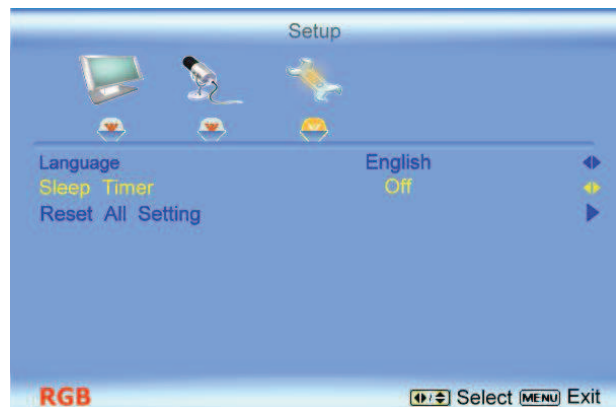 Setup
Language English
Sleep Timer Off
Reset All Setting
RGB Select MENU Exit